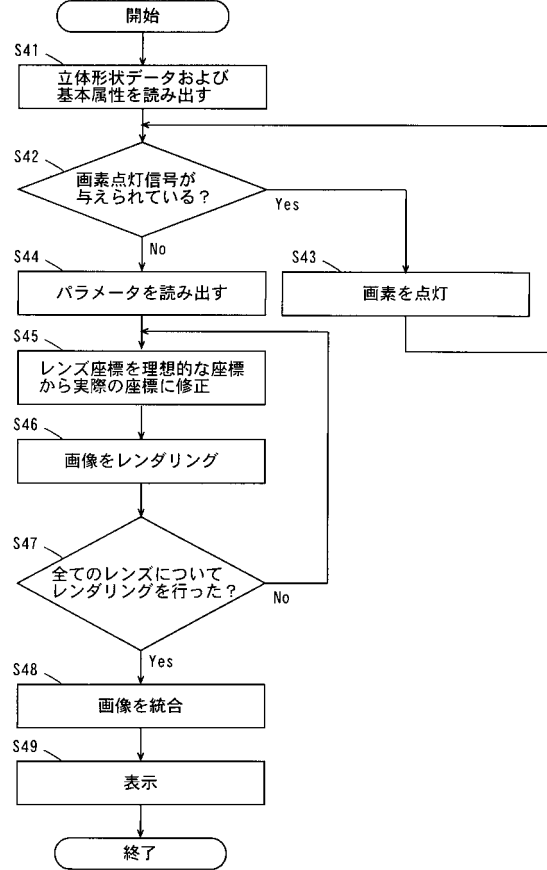 開始
S41
立体形状データおよび
基本属性を読み出す
S42
画素点灯信号が
与えられている？
Yes
No
S43
画素を点灯
S44
パラメータを読み出す
S45
レンズ座標を理想的な座標
から実際の座標に修正
S46
画像をレンダリング
S47
全てのレンズについて
レンダリングを行った？
No
Yes
S48
画像を統合
S49
表示
終了